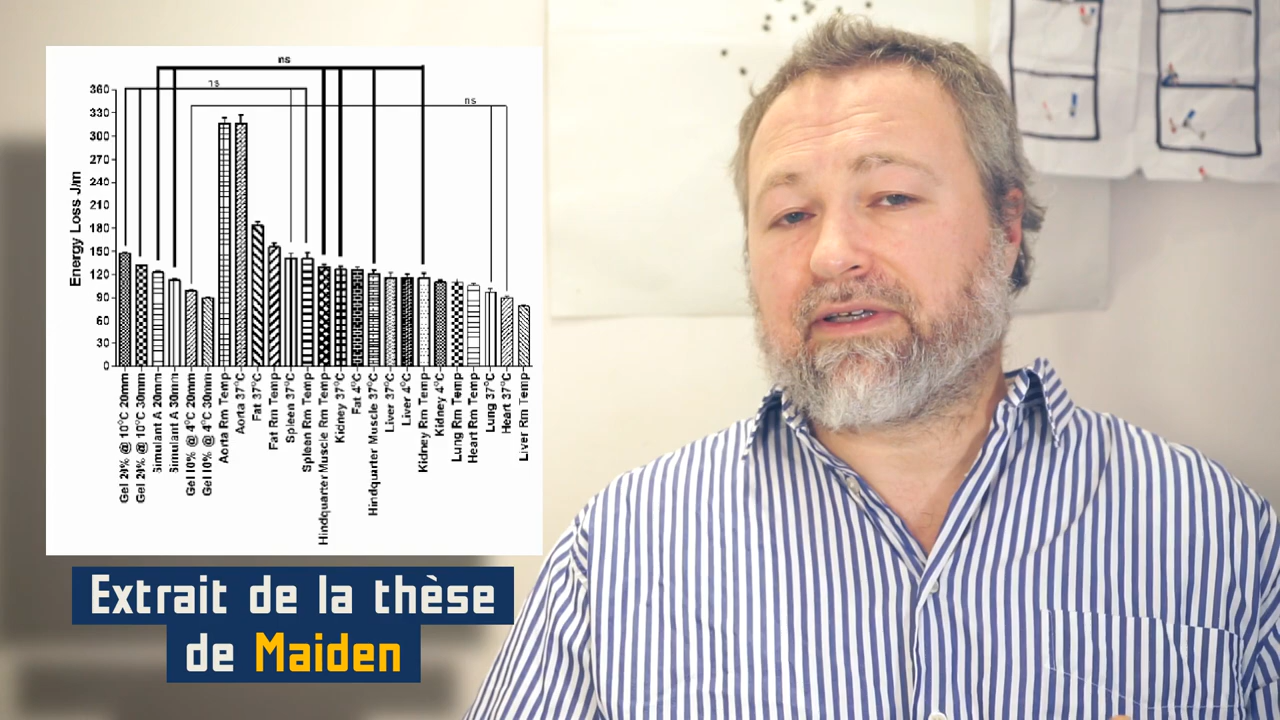 ns
ns
ns
360
330
300
270
240
210
180
150
120
90
60
30
0
Energy Loss J/m
Gel 20% @ 10°C 20mm
Gel 20% @ 10°C 30mm
Simulant A 20mm
Simulant A 30mm
Gel 10% @ 4°C 20mm
Gel 10% @ 4°C 30mm
Aorta Rm Temp
Aorta 37°C
Fat 37°C
Fat Rm Temp
Spleen 37°C
Spleen Rm Temp
Hindquarter Muscle Rm Temp
Kidney 37°C
Fat 4°C
Hindquarter Muscle 37°C
Liver 37°C
Liver 4°C
Kidney Rm Temp
Kidney 4°C
Lung Rm Temp
Heart Rm Temp
Lung 37°C
Heart 37°C
Liver Rm Temp
Extrait de la thèse
de Maiden